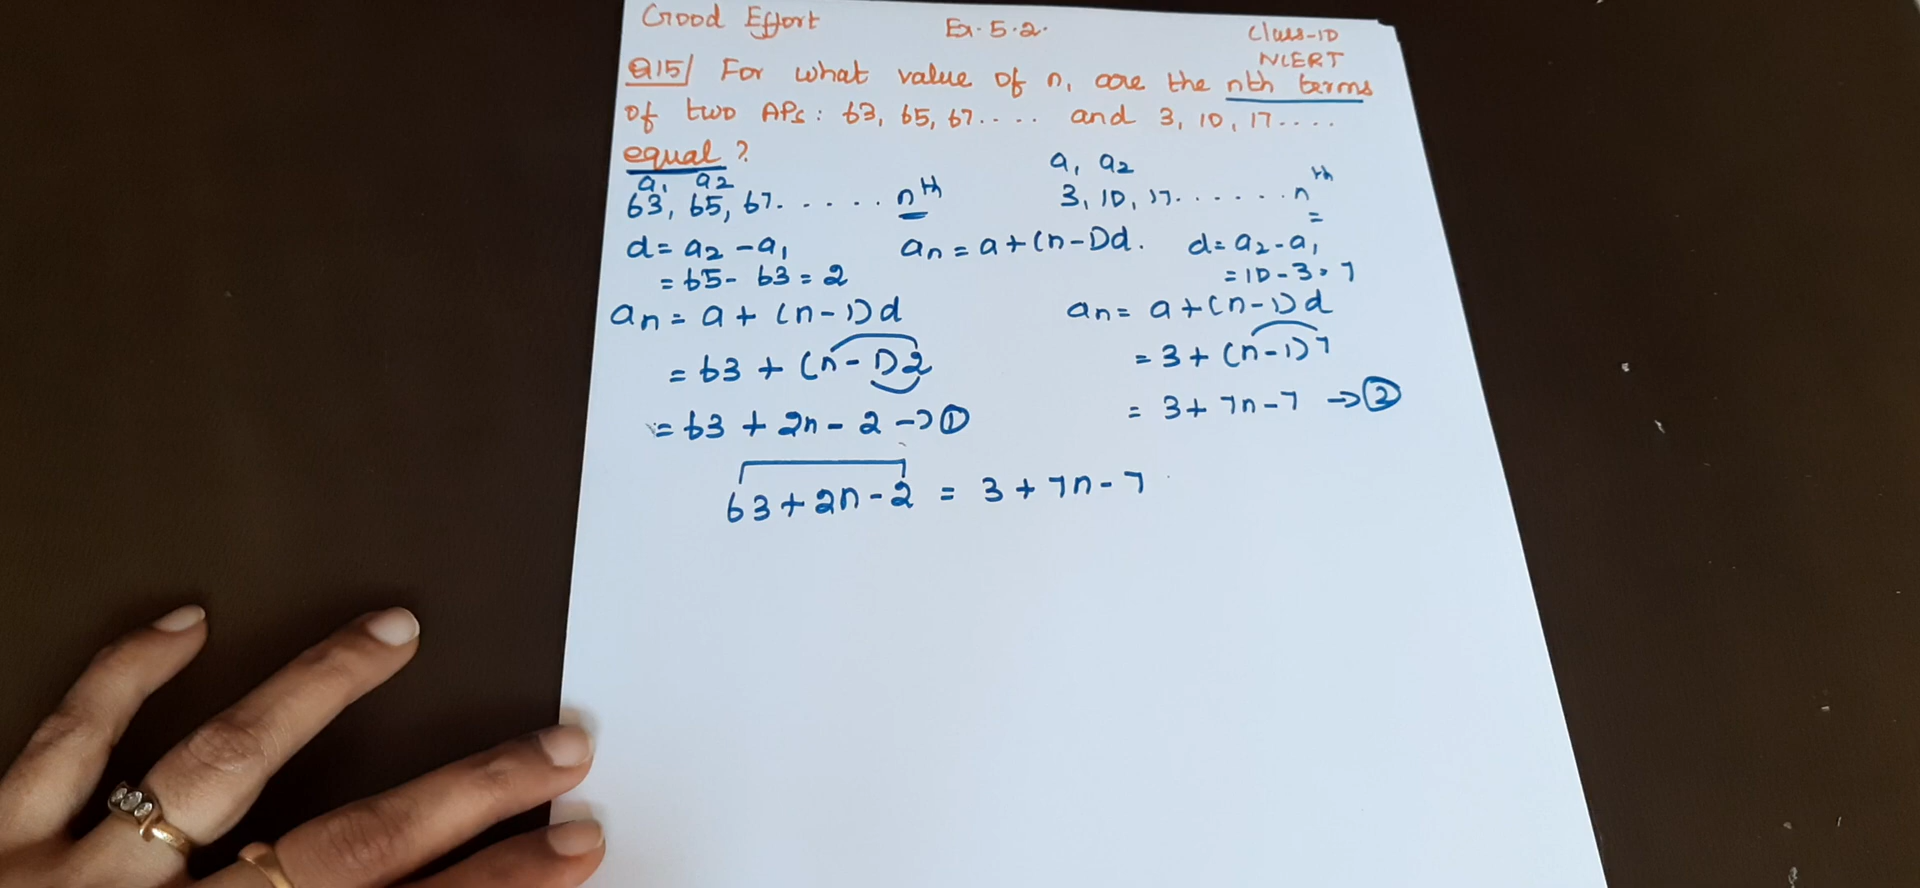 Good Effort Ex. 5.2. Class-10
NCERT
Q15/ For what value of n, are the nth terms
of two APs: 63, 65, 67.... and 3, 10, 17....
equal?
a₁ a₂
63, 65, 67. . . . . . nth
d = a₂ - a₁
= 65 - 63 = 2
an = a + (n-1)d.
a₁ a₂
3, 10, 17. . . . . . . nth
d = a₂ - a₁
= 10 - 3 = 7
an = a + (n-1)d
= 63 + (n-1)2
= 63 + 2n - 2 → ①
an = a + (n-1)d
= 3 + (n-1)7
= 3 + 7n - 7 → ②
63 + 2n - 2 = 3 + 7n - 7